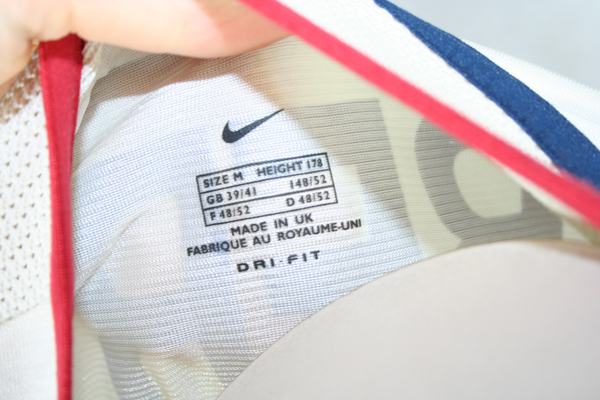 SIZE M HEIGHT 178
GB 39/41 148/52
F 48/52 D 48/52
MADE IN UK
FABRIQUE AU ROYAUME-UNI
DRI-FIT